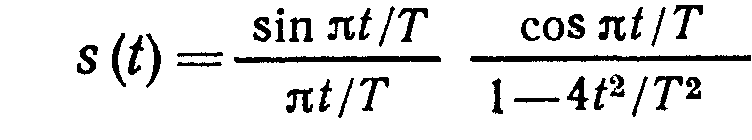 s (t) = sin πt/T / πt/T cos πt/T / 1—4t²/T²